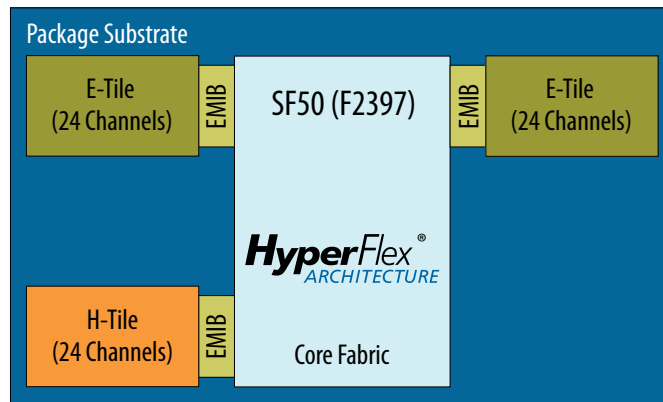 Package Substrate
E-Tile
(24 Channels)
EMIB
SF50 (F2397)
EMIB
E-Tile
(24 Channels)
HyperFlex®
ARCHITECTURE
H-Tile
(24 Channels)
EMIB
Core Fabric